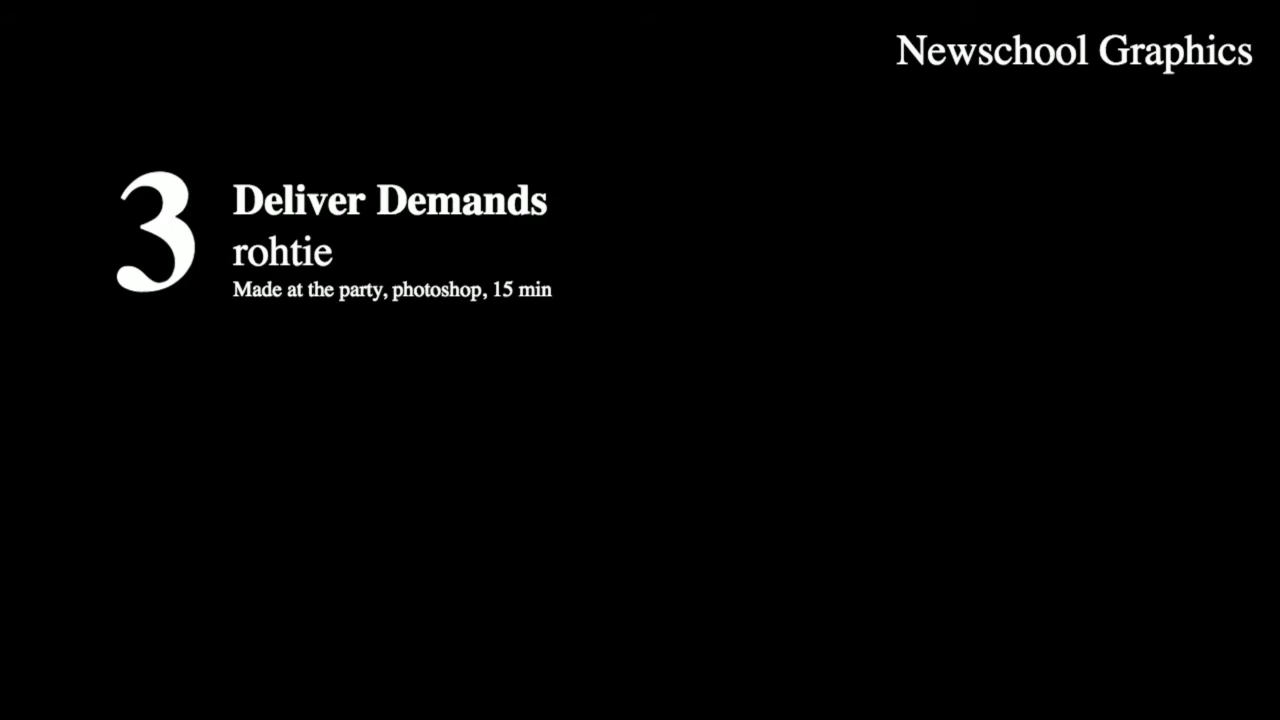 Newschool Graphics
3
Deliver Demands
rohtie
Made at the party, photoshop, 15 min